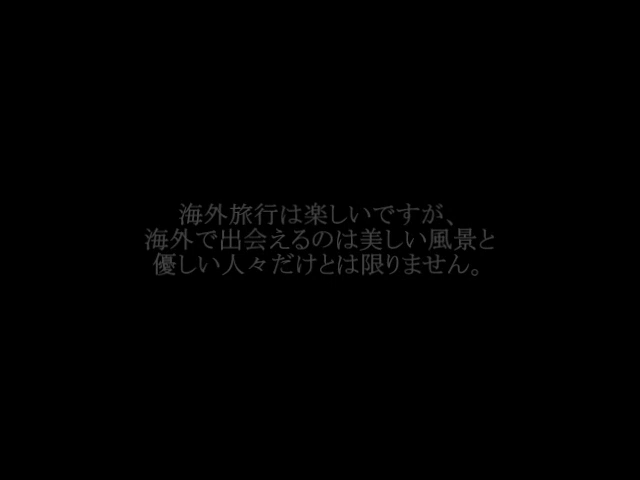 海外旅行は楽しいですが、
海外で出会えるのは美しい風景と
優しい人々だけとは限りません。